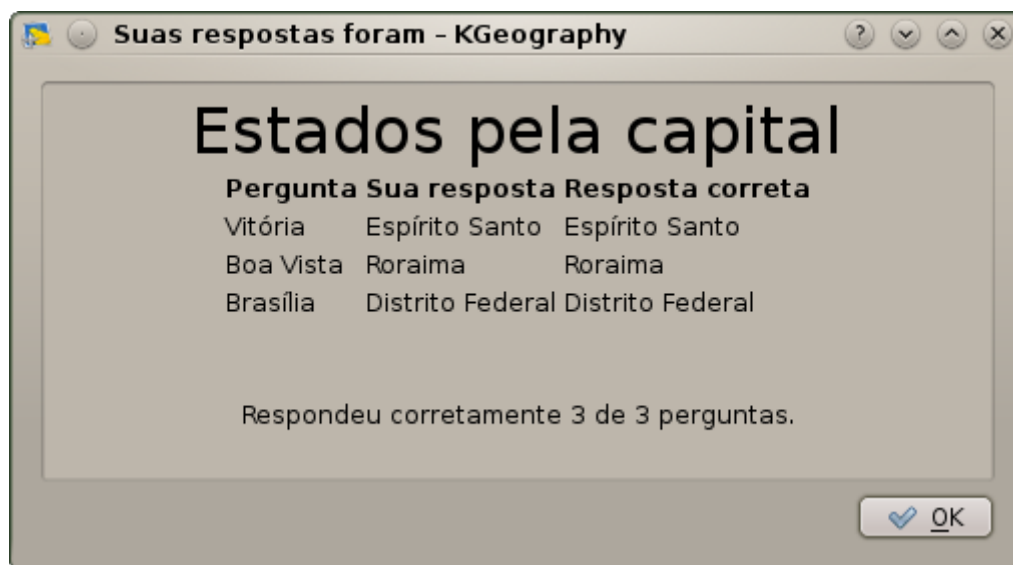 Suas respostas foram – KGeography
Estados pela capital
Pergunta Sua resposta Resposta correta
Vitória Espírito Santo Espírito Santo
Boa Vista Roraima Roraima
Brasília Distrito Federal Distrito Federal
Respondeu corretamente 3 de 3 perguntas.
OK